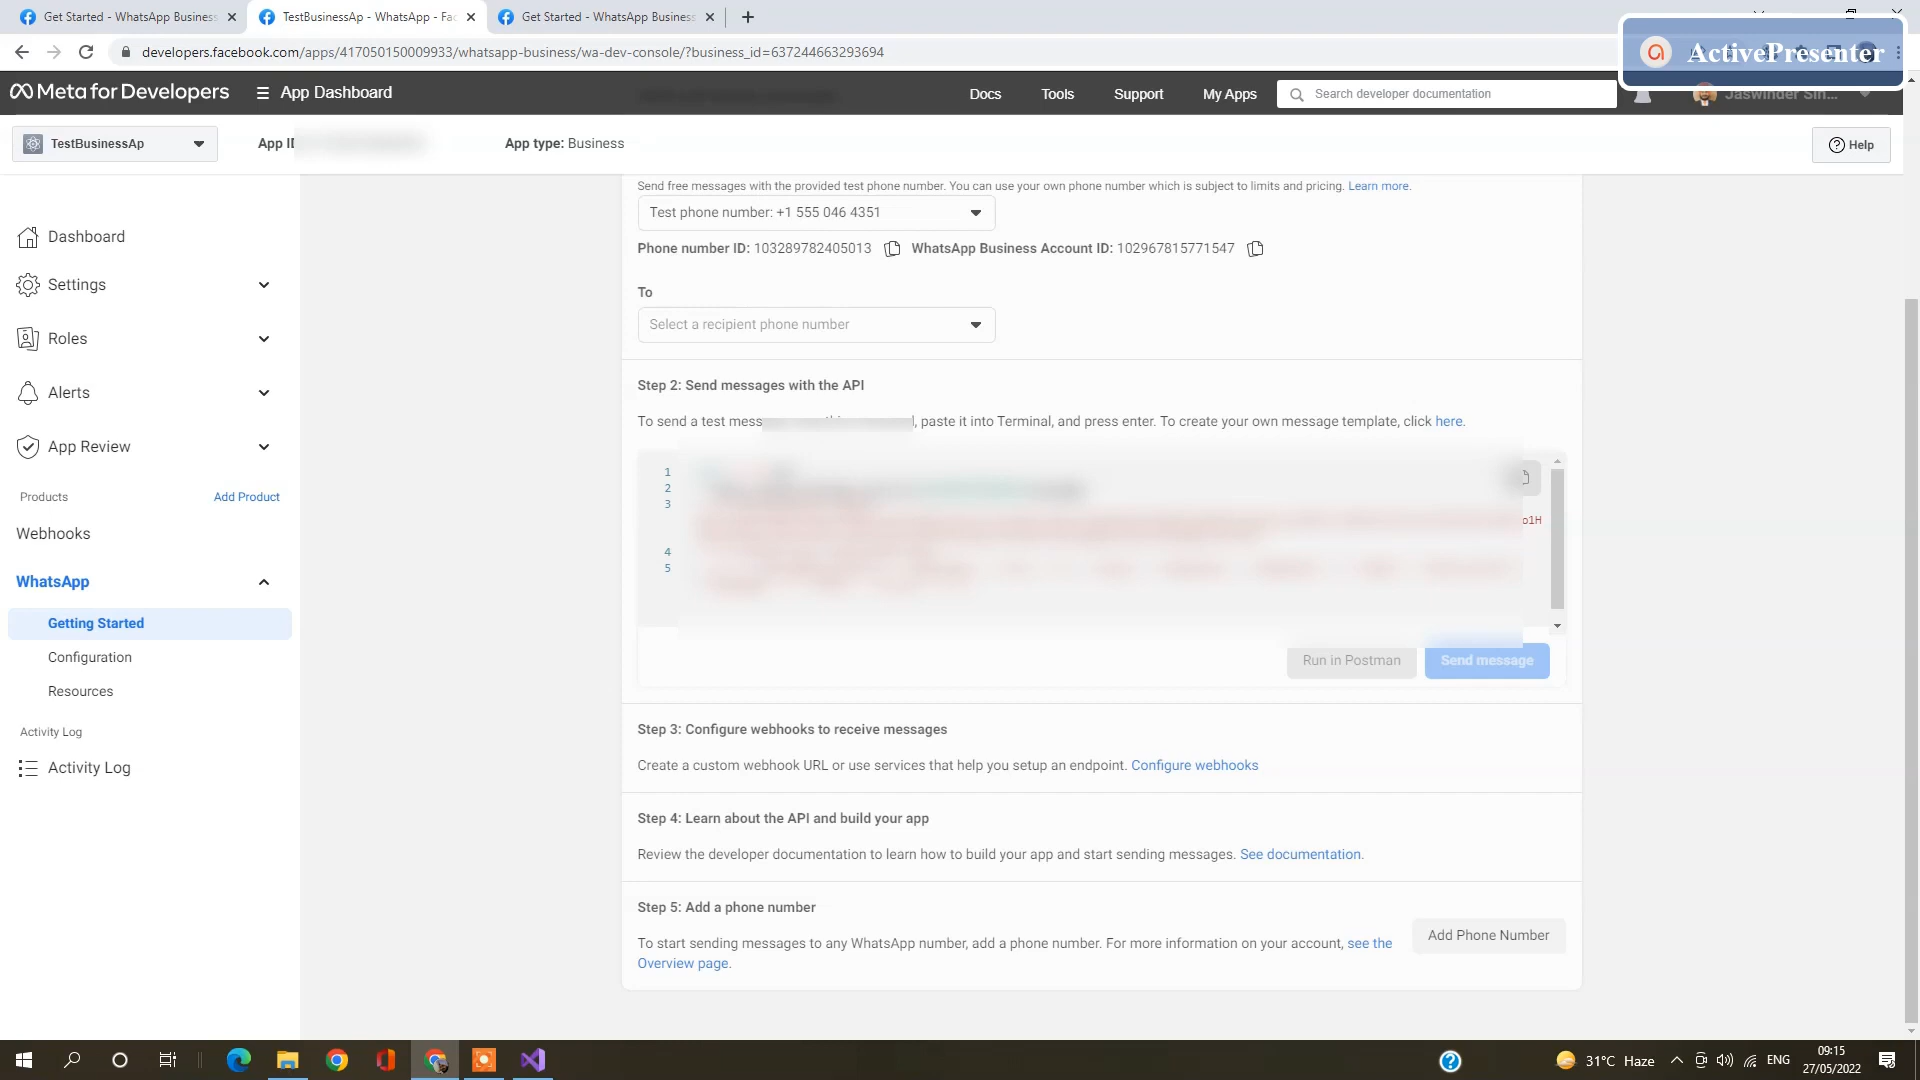 Get Started - WhatsApp Business
TestBusinessAp - WhatsApp - Fac
Get Started - WhatsApp Business
developers.facebook.com/apps/417050150009933/whatsapp-business/wa-dev-console/?business_id=637244663293694
ActivePresenter
Meta for Developers
App Dashboard
Docs
Tools
Support
My Apps
Search developer documentation
Jaswinder Sin...
TestBusinessAp
App ID
App type: Business
Help
Send free messages with the provided test phone number. You can use your own phone number which is subject to limits and pricing. Learn more.
Test phone number: +1 555 046 4351
Phone number ID: 103289782405013
WhatsApp Business Account ID: 102967815771547
To
Select a recipient phone number
Dashboard
Settings
Roles
Alerts
App Review
Products
Add Product
Webhooks
WhatsApp
Getting Started
Configuration
Resources
Activity Log
Activity Log
Step 2: Send messages with the API
To send a test mess , paste it into Terminal, and press enter. To create your own message template, click here.
1
2
3
o1H
4
5
Run in Postman
Send message
Step 3: Configure webhooks to receive messages
Create a custom webhook URL or use services that help you setup an endpoint. Configure webhooks
Step 4: Learn about the API and build your app
Review the developer documentation to learn how to build your app and start sending messages. See documentation.
Step 5: Add a phone number
To start sending messages to any WhatsApp number, add a phone number. For more information on your account, see the
Overview page.
Add Phone Number
31°C Haze
ENG
09:15
27/05/2022